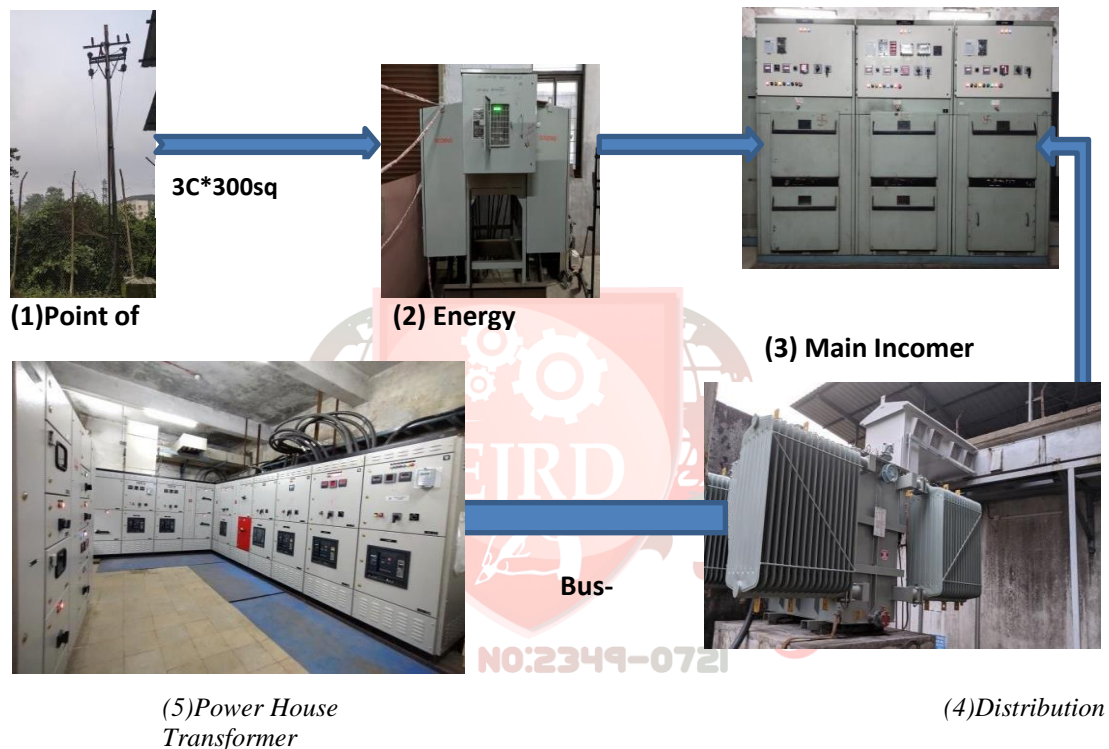 3C*300sq
(1)Point of
(2) Energy
(3) Main Incomer
EIRD
Bus-
NO:2349-0721
(5)Power House
Transformer
(4)Distribution